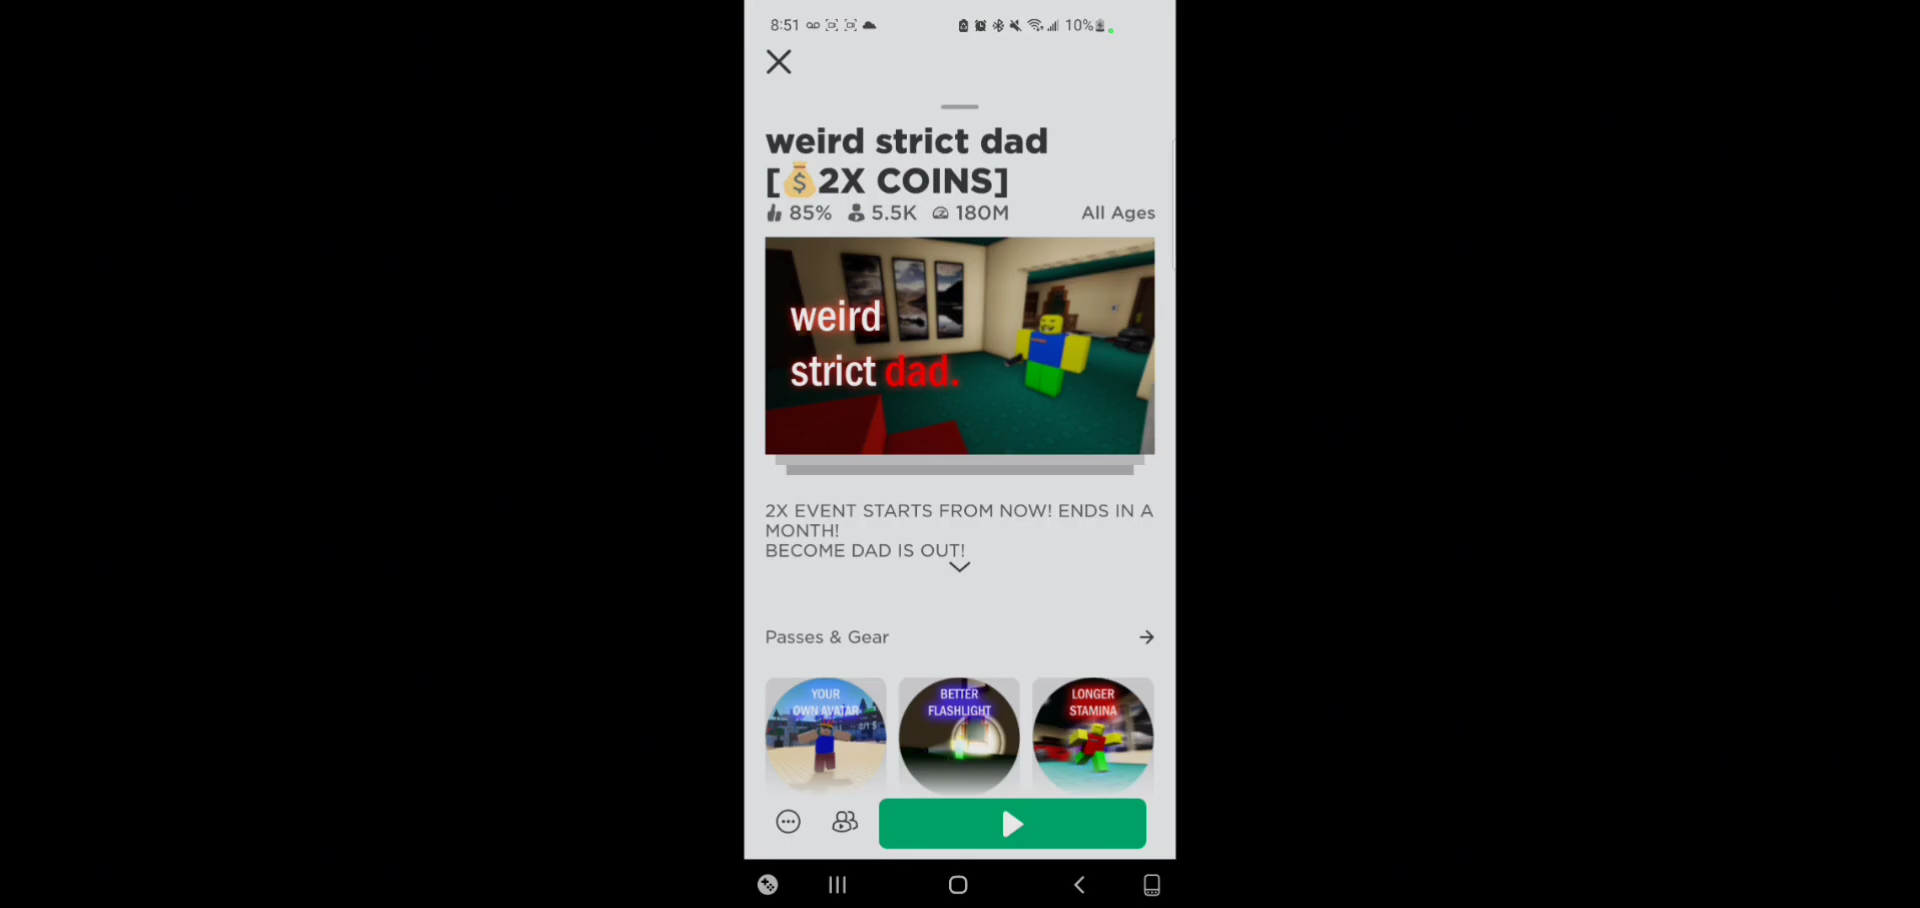 8:51 10%
weird strict dad
[💰2X COINS]
85% 5.5K 180M All Ages
weird
strict dad.
2X EVENT STARTS FROM NOW! ENDS IN A
MONTH!
BECOME DAD IS OUT!
Passes & Gear
YOUR
OWN AVATAR
BETTER
FLASHLIGHT
LONGER
STAMINA